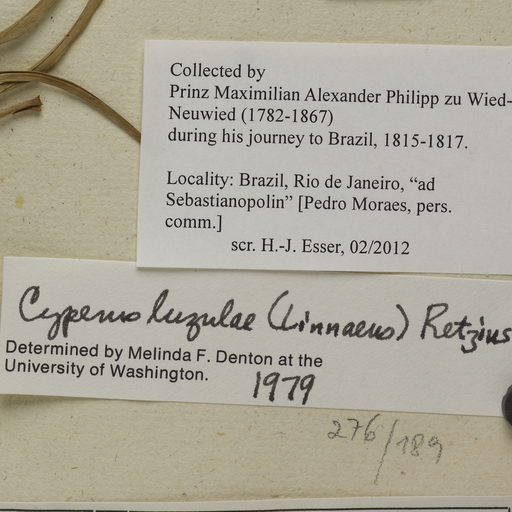 Collected by
Prinz Maximilian Alexander Philipp zu Wied-
Neuwied (1782-1867)
during his journey to Brazil, 1815-1817.
Locality: Brazil, Rio de Janeiro, “ad
Sebastianopolin” [Pedro Moraes, pers.
comm.]
scr. H.-J. Esser, 02/2012
Cyperus luzulae (Linnaeus) Retzius
Determined by Melinda F. Denton at the
University of Washington.
1979
276/189